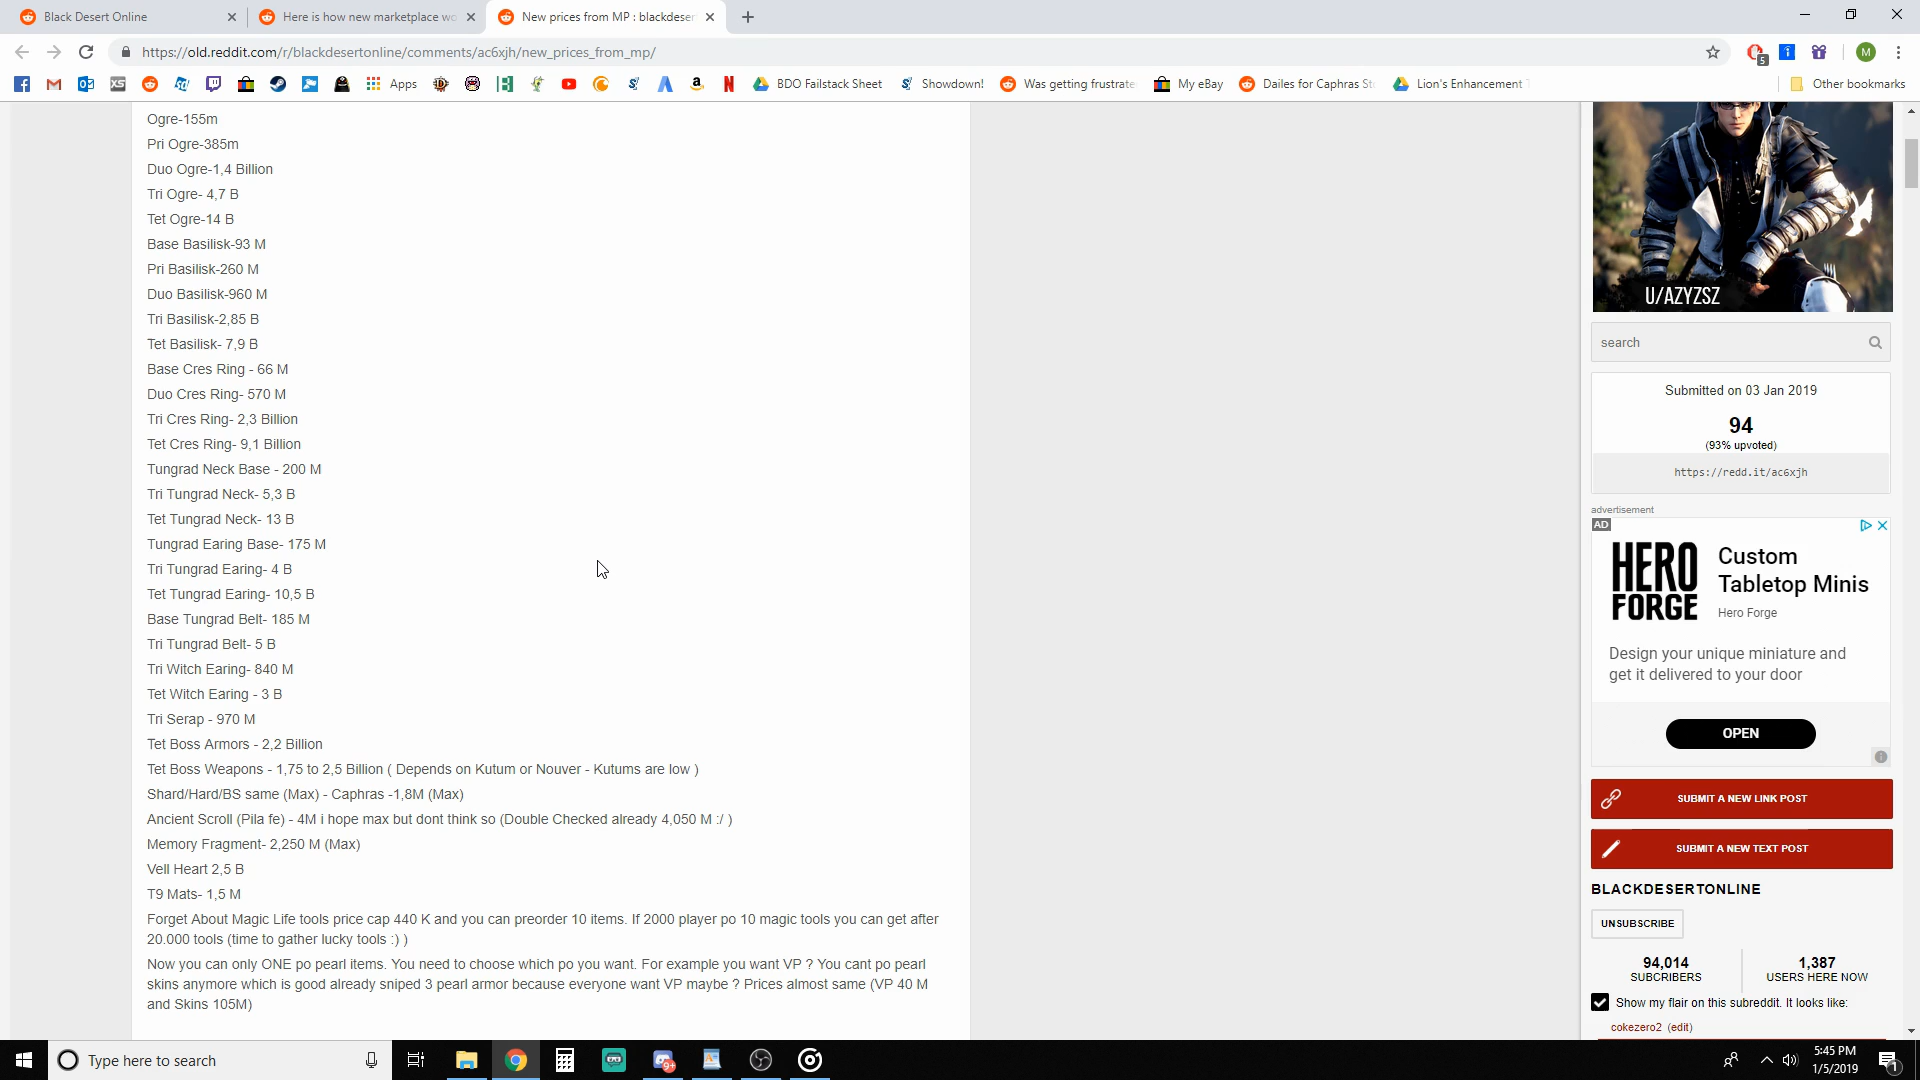 Black Desert Online
Here is how new marketplace wo
New prices from MP : blackdeser
https://old.reddit.com/r/blackdesertonline/comments/ac6xjh/new_prices_from_mp/
5
M
Apps
BDO Failstack Sheet
Showdown!
Was getting frustrate
My eBay
Dailes for Caphras St
Lion's Enhancement T
Other bookmarks
Ogre-155m
Pri Ogre-385m
Duo Ogre-1,4 Billion
Tri Ogre- 4,7 B
Tet Ogre-14 B
Base Basilisk-93 M
Pri Basilisk-260 M
Duo Basilisk-960 M
Tri Basilisk-2,85 B
Tet Basilisk- 7,9 B
Base Cres Ring - 66 M
Duo Cres Ring- 570 M
Tri Cres Ring- 2,3 Billion
Tet Cres Ring- 9,1 Billion
Tungrad Neck Base - 200 M
Tri Tungrad Neck- 5,3 B
Tet Tungrad Neck- 13 B
Tungrad Earing Base- 175 M
Tri Tungrad Earing- 4 B
Tet Tungrad Earing- 10,5 B
Base Tungrad Belt- 185 M
Tri Tungrad Belt- 5 B
Tri Witch Earing- 840 M
Tet Witch Earing - 3 B
Tri Serap - 970 M
Tet Boss Armors - 2,2 Billion
Tet Boss Weapons - 1,75 to 2,5 Billion ( Depends on Kutum or Nouver - Kutums are low )
Shard/Hard/BS same (Max) - Caphras -1,8M (Max)
Ancient Scroll (Pila fe) - 4M i hope max but dont think so (Double Checked already 4,050 M :/ )
Memory Fragment- 2,250 M (Max)
Vell Heart 2,5 B
T9 Mats- 1,5 M
Forget About Magic Life tools price cap 440 K and you can preorder 10 items. If 2000 player po 10 magic tools you can get after
20.000 tools (time to gather lucky tools :) )
Now you can only ONE po pearl items. You need to choose which po you want. For example you want VP ? You cant po pearl
skins anymore which is good already sniped 3 pearl armor because everyone want VP maybe ? Prices almost same (VP 40 M
and Skins 105M)
U/AZYZSZ
search
Submitted on 03 Jan 2019
94
(93% upvoted)
https://redd.it/ac6xjh
advertisement
AD
HERO
FORGE
Custom
Tabletop Minis
Hero Forge
Design your unique miniature and
get it delivered to your door
OPEN
SUBMIT A NEW LINK POST
SUBMIT A NEW TEXT POST
BLACKDESERTONLINE
UNSUBSCRIBE
94,014
SUBCRIBERS
1,387
USERS HERE NOW
Show my flair on this subreddit. It looks like:
cokezero2 (edit)
Type here to search
9+
5:45 PM
1/5/2019
1